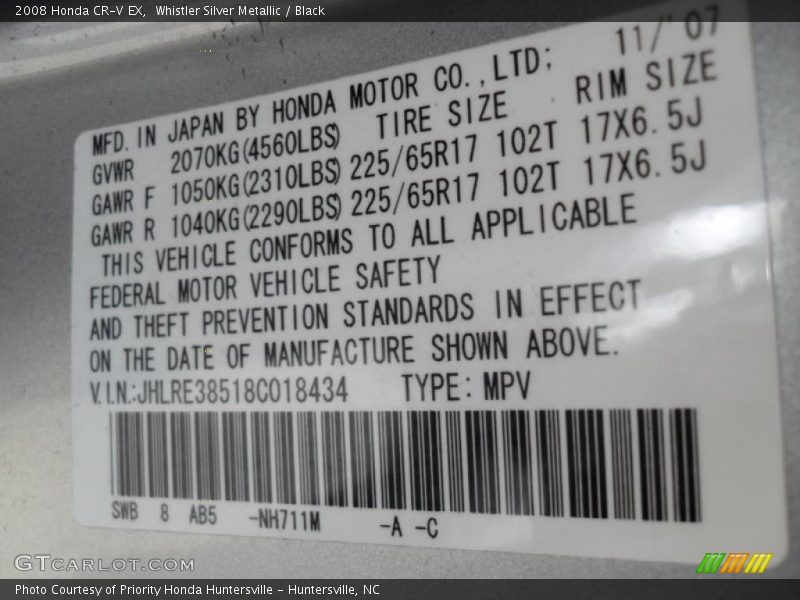 2008 Honda CR-V EX,  Whistler Silver Metallic / Black
11/'07
MFD. IN JAPAN BY HONDA MOTOR CO.,LTD;
GVWR 2070KG(4560LBS) TIRE SIZE RIM SIZE
GAWR F 1050KG(2310LBS) 225/65R17 102T 17X6.5J
GAWR R 1040KG(2290LBS) 225/65R17 102T 17X6.5J
THIS VEHICLE CONFORMS TO ALL APPLICABLE
FEDERAL MOTOR VEHICLE SAFETY
AND THEFT PREVENTION STANDARDS IN EFFECT
ON THE DATE OF MANUFACTURE SHOWN ABOVE.
V.I.N.:JHLRE38518C018434 TYPE: MPV
SWB 8 AB5 -NH711M -A -C
GTCARLOT.COM
Photo Courtesy of Priority Honda Huntersville - Huntersville, NC